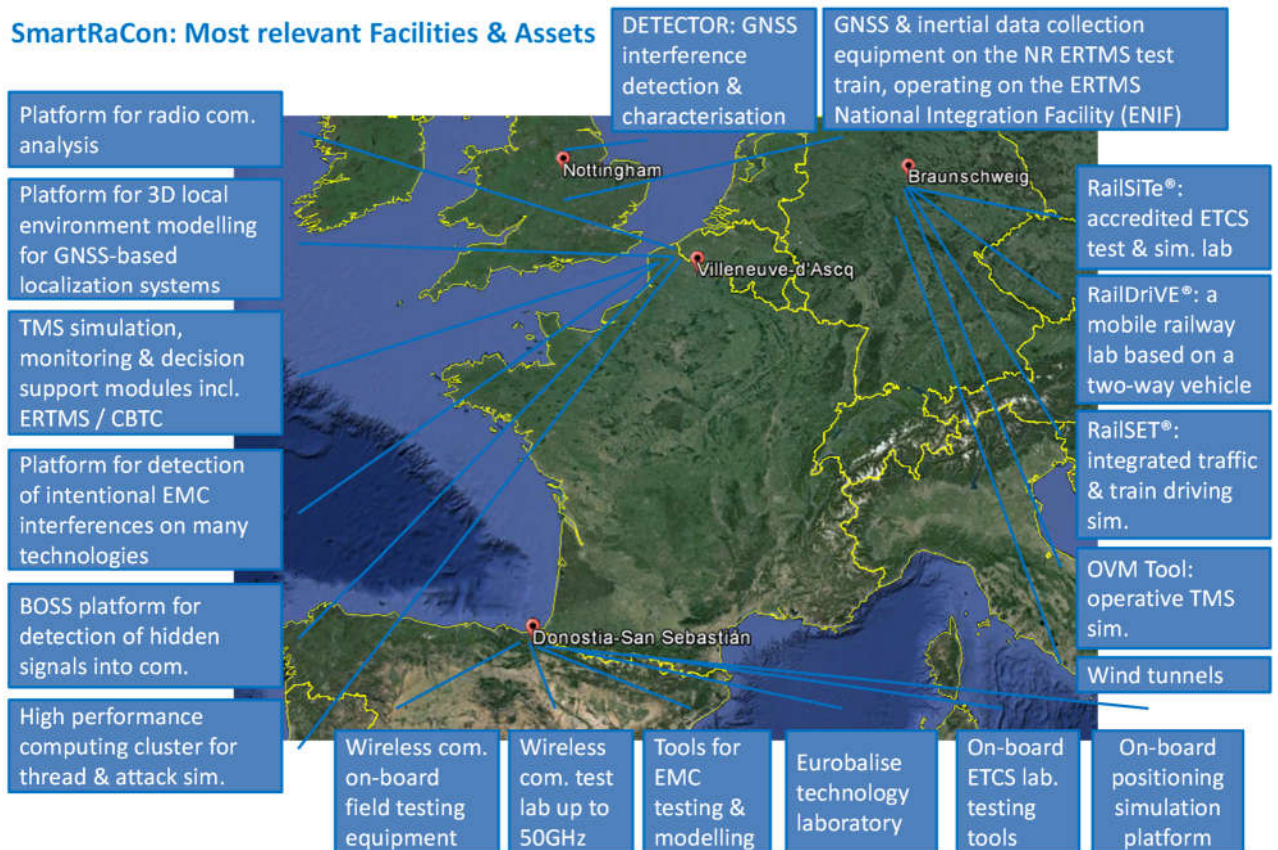 SmartRaCon: Most relevant Facilities & Assets
DETECTOR: GNSS
interference
detection &
characterisation
GNSS & inertial data collection
equipment on the NR ERTMS test
train, operating on the ERTMS
National Integration Facility (ENIF)
Platform for radio com.
analysis
Platform for 3D local
environment modelling
for GNSS-based
localization systems
TMS simulation,
monitoring & decision
support modules incl.
ERTMS / CBTC
Platform for detection
of intentional EMC
interferences on many
technologies
BOSS platform for
detection of hidden
signals into com.
High performance
computing cluster for
thread & attack sim.
Nottingham
Braunschweig
Villeneuve-d'Ascq
Donostia-San Sebastián
RailSiTe®:
accredited ETCS
test & sim. lab
RailDriVE®: a
mobile railway
lab based on a
two-way vehicle
RailSET®:
integrated traffic
& train driving
sim.
OVM Tool:
operative TMS
sim.
Wind tunnels
Wireless com.
on-board
field testing
equipment
Wireless
com. test
lab up to
50GHz
Tools for
EMC
testing &
modelling
Eurobalise
technology
laboratory
On-board
ETCS lab.
testing
tools
On-board
positioning
simulation
platform